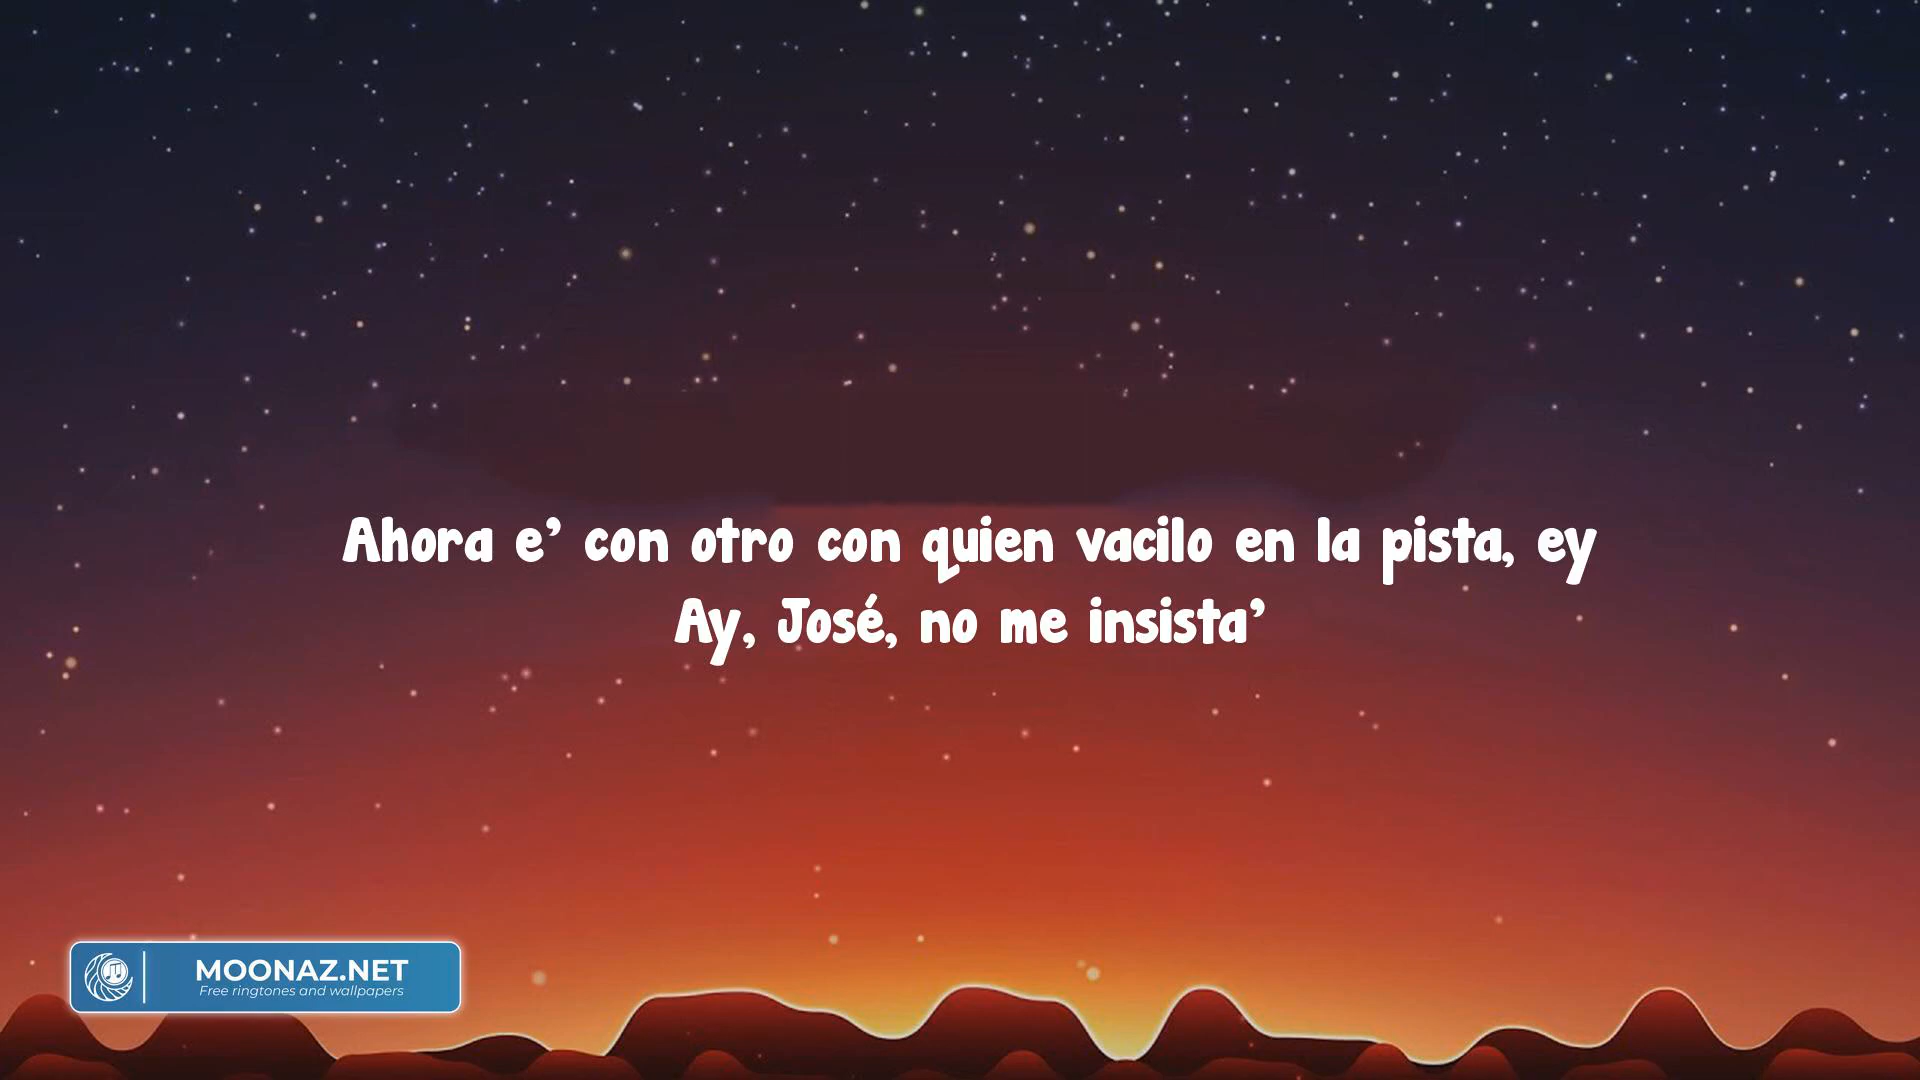 Ahora e’ con otro con quien vacilo en la pista, ey
Ay, José, no me insista’
MOONAZ.NET
Free ringtones and wallpapers